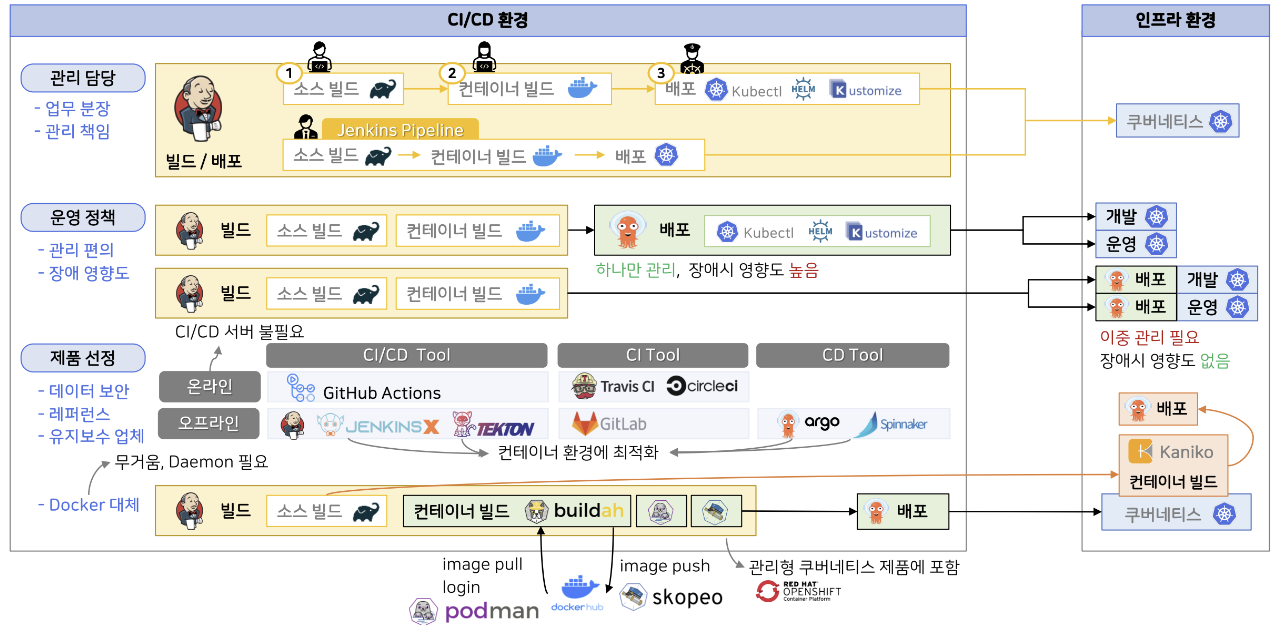 CI/CD 환경
인프라 환경
관리 담당
- 업무 분장
- 관리 책임
빌드 / 배포
1
소스 빌드
2
컨테이너 빌드
3
배포
Kubectl
HELM
Kustomize
Jenkins Pipeline
소스 빌드
컨테이너 빌드
배포
쿠버네티스
운영 정책
- 관리 편의
- 장애 영향도
빌드
소스 빌드
컨테이너 빌드
배포
Kubectl
HELM
Kustomize
하나만 관리, 장애시 영향도 높음
개발
운영
빌드
소스 빌드
컨테이너 빌드
배포
개발
배포
운영
이중 관리 필요
장애시 영향도 없음
CI/CD 서버 불필요
제품 선정
- 데이터 보안
- 레퍼런스
- 유지보수 업체
CI/CD Tool
CI Tool
CD Tool
온라인
GitHub Actions
Travis CI
circleci
오프라인
JENKINSX
TEKTON
GitLab
argo
Spinnaker
컨테이너 환경에 최적화
무거움, Daemon 필요
- Docker 대체
빌드
소스 빌드
컨테이너 빌드
buildah
배포
배포
Kaniko
컨테이너 빌드
쿠버네티스
image pull
login
podman
dockerhub
image push
skopeo
관리형 쿠버네티스 제품에 포함
RED HAT
OPENSHIFT
Container Platform